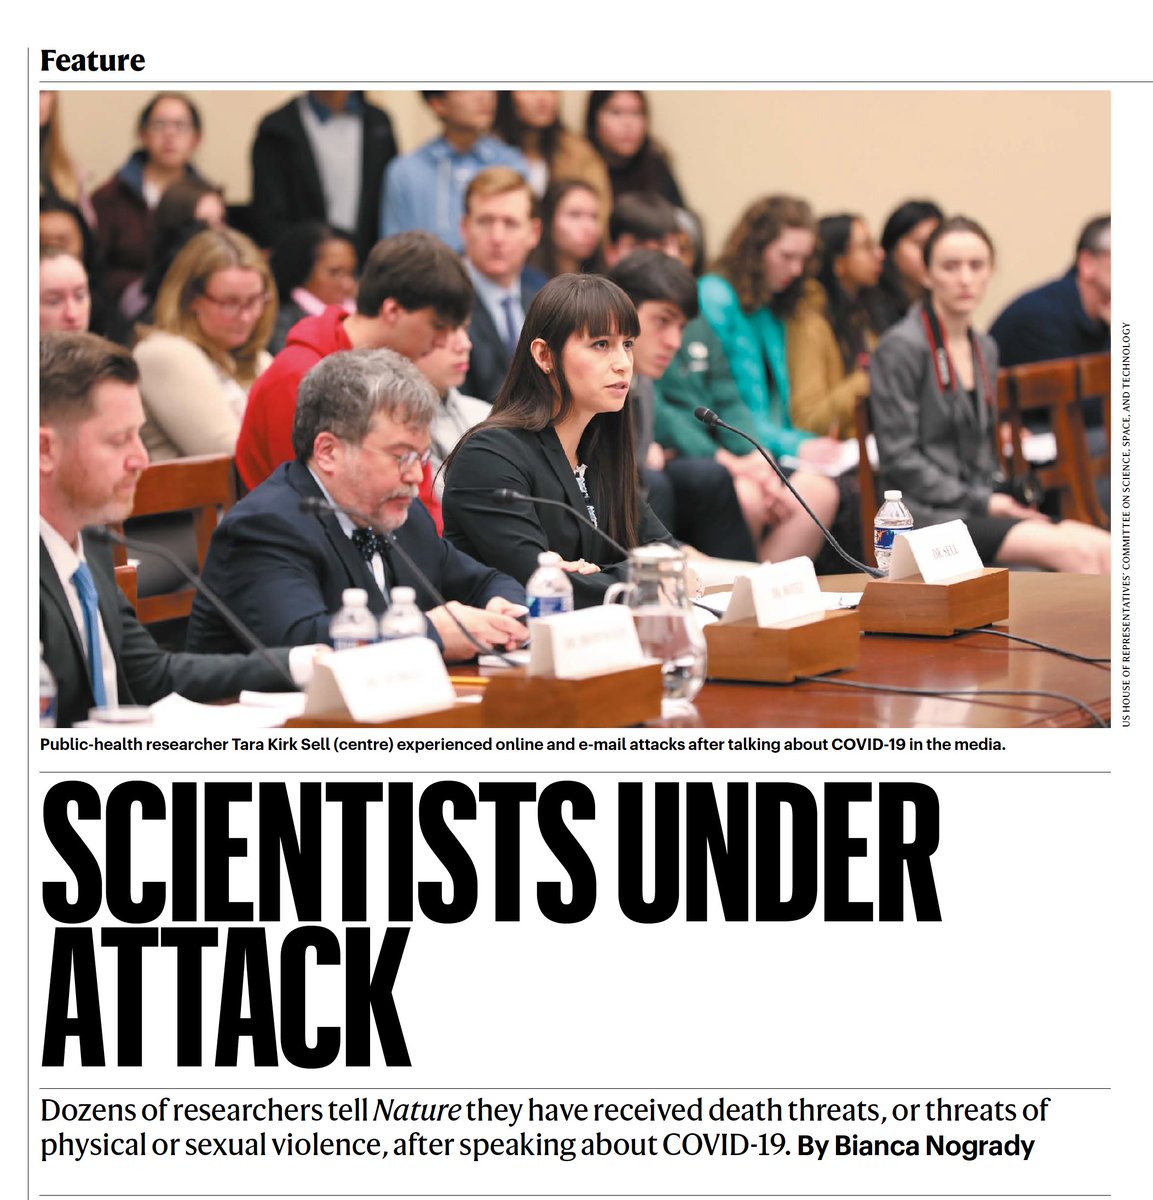 Feature
US HOUSE OF REPRESENTATIVES' COMMITTEE ON SCIENCE, SPACE, AND TECHNOLOGY
DR. SELL
Public-health researcher Tara Kirk Sell (centre) experienced online and e-mail attacks after talking about COVID-19 in the media.
SCIENTISTS UNDER
ATTACK
Dozens of researchers tell Nature they have received death threats, or threats of
physical or sexual violence, after speaking about COVID-19. By Bianca Nogrady